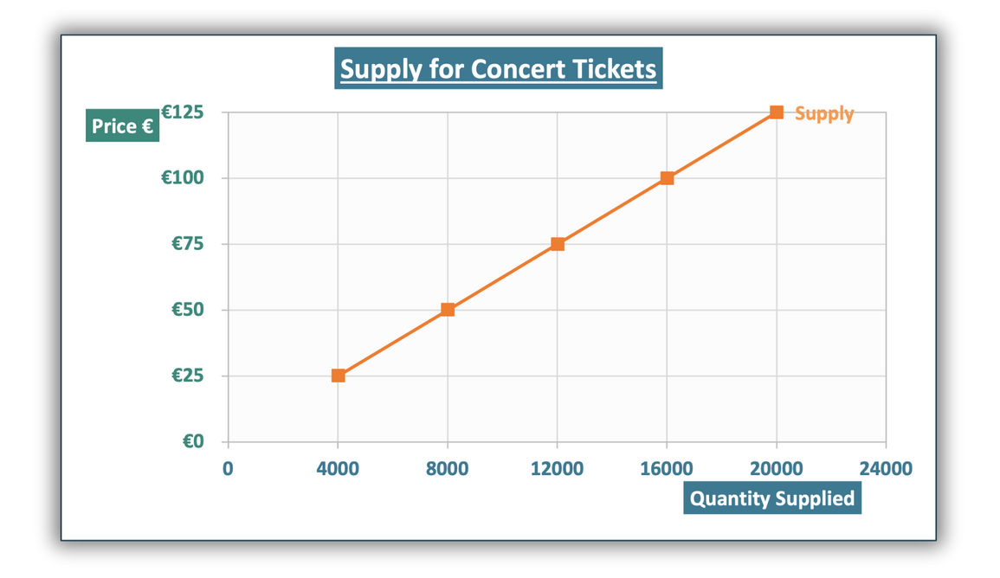 Supply for Concert Tickets
Price €
€125
Supply
€100
€75
€50
€25
€0
0 4000 8000 12000 16000 20000 24000
Quantity Supplied